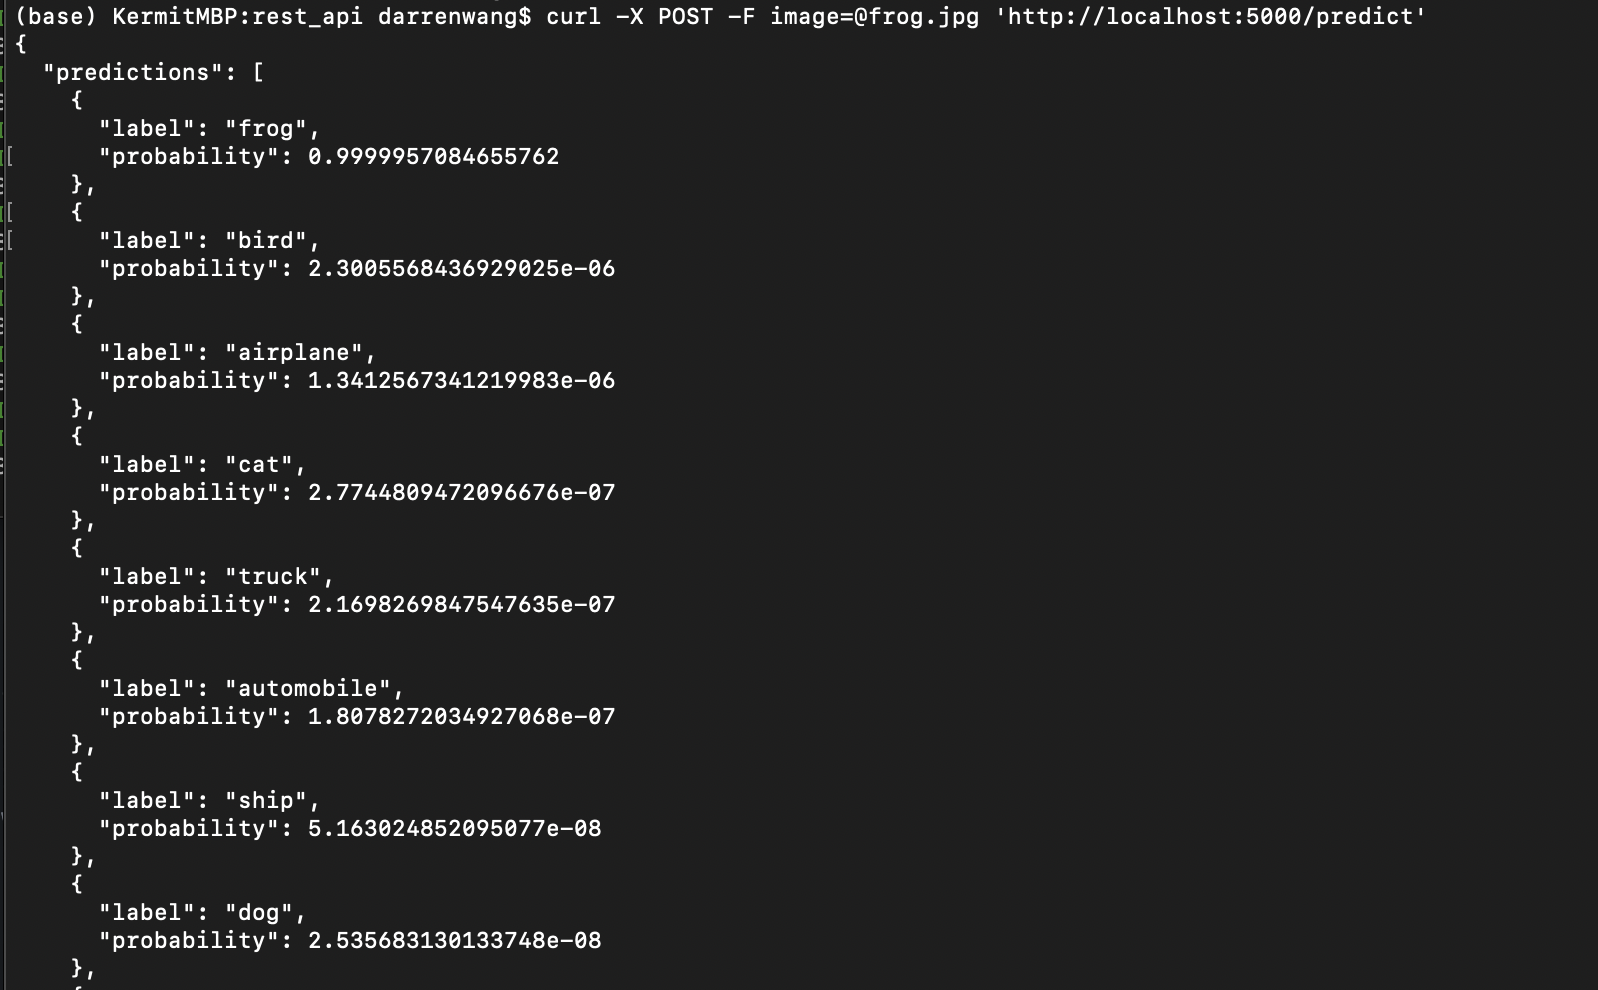 (base) KermitMBP:rest_api darrenwang$ curl -X POST -F image=@frog.jpg 'http://localhost:5000/predict'
{
  "predictions": [
    {
      "label": "frog",
      "probability": 0.9999957084655762
    },
    {
      "label": "bird",
      "probability": 2.3005568436929025e-06
    },
    {
      "label": "airplane",
      "probability": 1.3412567341219983e-06
    },
    {
      "label": "cat",
      "probability": 2.7744809472096676e-07
    },
    {
      "label": "truck",
      "probability": 2.1698269847547635e-07
    },
    {
      "label": "automobile",
      "probability": 1.8078272034927068e-07
    },
    {
      "label": "ship",
      "probability": 5.163024852095077e-08
    },
    {
      "label": "dog",
      "probability": 2.535683130133748e-08
    },